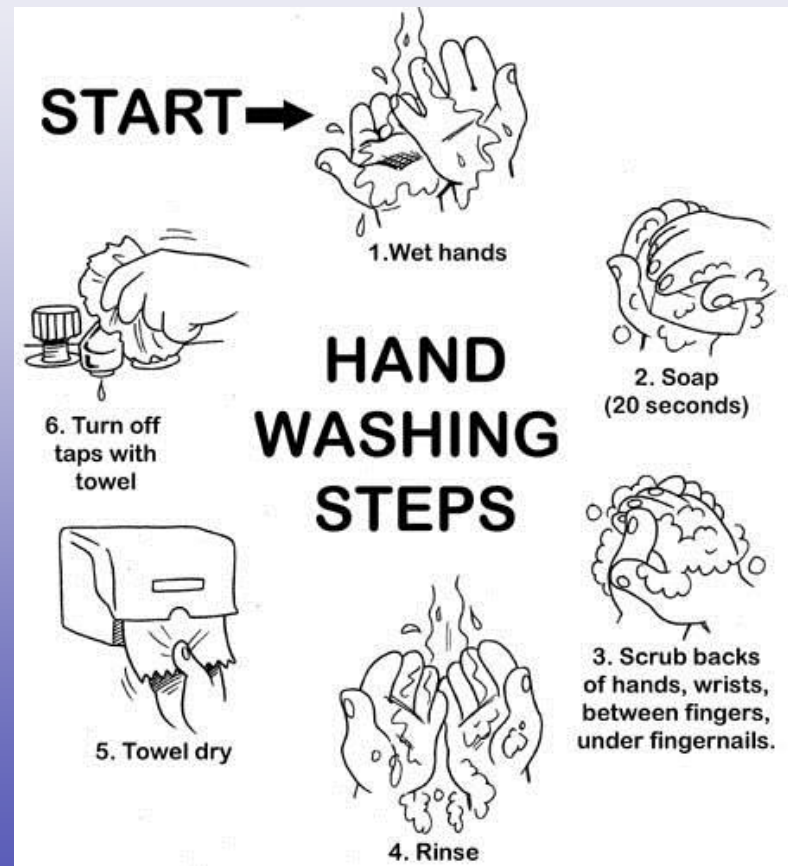 START
1.Wet hands
2. Soap
(20 seconds)
3. Scrub backs
of hands, wrists,
between fingers,
under fingernails.
4. Rinse
5. Towel dry
6. Turn off
taps with
towel
HAND
WASHING
STEPS